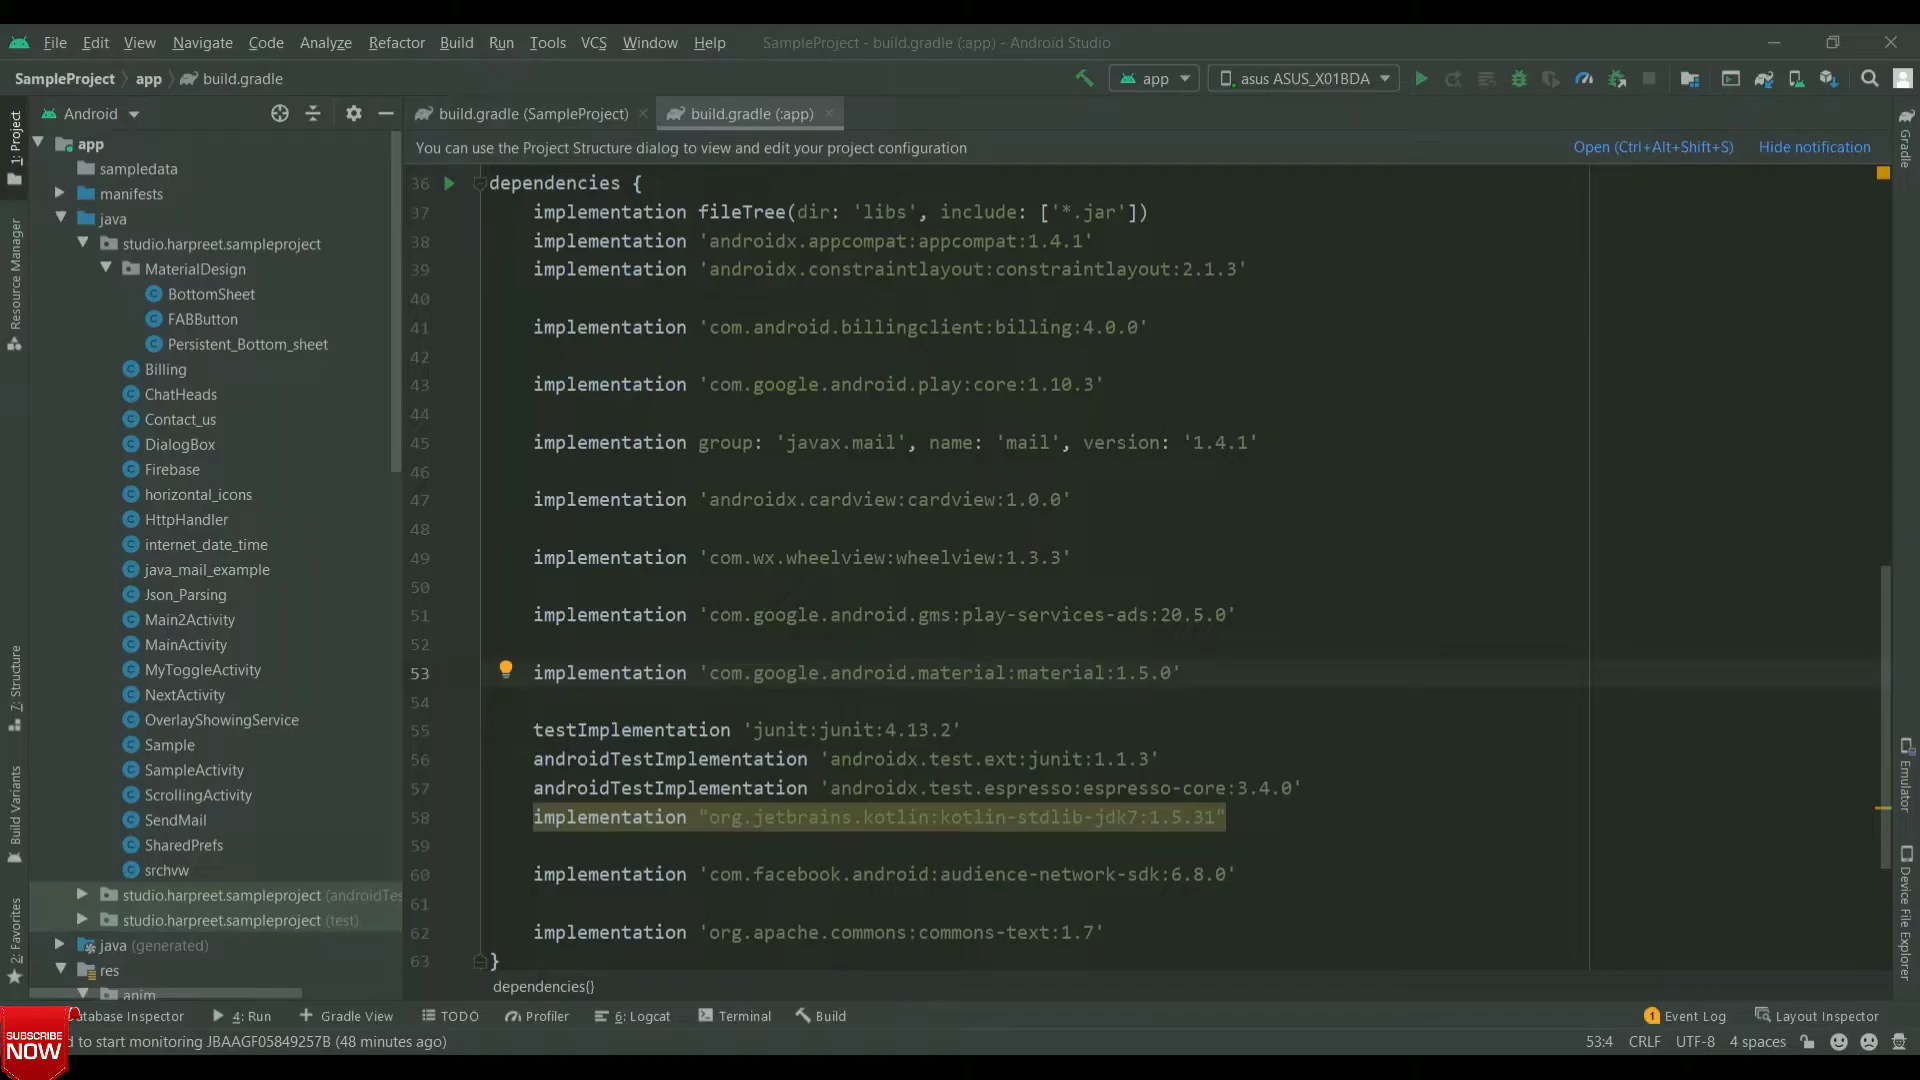 File Edit View Navigate Code Analyze Refactor Build Run Tools VCS Window Help SampleProject - build.gradle (:app) - Android Studio
SampleProject app build.gradle app asus ASUS_X01BDA
Android build.gradle (SampleProject) build.gradle (:app)
You can use the Project Structure dialog to view and edit your project configuration Open (Ctrl+Alt+Shift+S) Hide notification
1: Project
Resource Manager
7: Structure
Build Variants
2: Favorites
app
sampledata
manifests
java
studio.harpreet.sampleproject
MaterialDesign
BottomSheet
FABButton
Persistent_Bottom_sheet
Billing
ChatHeads
Contact_us
DialogBox
Firebase
horizontal_icons
HttpHandler
internet_date_time
java_mail_example
Json_Parsing
Main2Activity
MainActivity
MyToggleActivity
NextActivity
OverlayShowingService
Sample
SampleActivity
ScrollingActivity
SendMail
SharedPrefs
srchvw
studio.harpreet.sampleproject (androidTes
studio.harpreet.sampleproject (test)
java (generated)
res
anim
36 dependencies {
37 implementation fileTree(dir: 'libs', include: ['*.jar'])
38 implementation 'androidx.appcompat:appcompat:1.4.1'
39 implementation 'androidx.constraintlayout:constraintlayout:2.1.3'
40
41 implementation 'com.android.billingclient:billing:4.0.0'
42
43 implementation 'com.google.android.play:core:1.10.3'
44
45 implementation group: 'javax.mail', name: 'mail', version: '1.4.1'
46
47 implementation 'androidx.cardview:cardview:1.0.0'
48
49 implementation 'com.wx.wheelview:wheelview:1.3.3'
50
51 implementation 'com.google.android.gms:play-services-ads:20.5.0'
52
53 implementation 'com.google.android.material:material:1.5.0'
54
55 testImplementation 'junit:junit:4.13.2'
56 androidTestImplementation 'androidx.test.ext:junit:1.1.3'
57 androidTestImplementation 'androidx.test.espresso:espresso-core:3.4.0'
58 implementation "org.jetbrains.kotlin:kotlin-stdlib-jdk7:1.5.31"
59
60 implementation 'com.facebook.android:audience-network-sdk:6.8.0'
61
62 implementation 'org.apache.commons:commons-text:1.7'
63 }
dependencies{}
Gradle
Emulator
Device File Explorer
atabase Inspector 4: Run Gradle View TODO Profiler 6: Logcat Terminal Build 1 Event Log Layout Inspector
d to start monitoring JBAAGF05849257B (48 minutes ago) 53:4 CRLF UTF-8 4 spaces
SUBSCRIBE
NOW